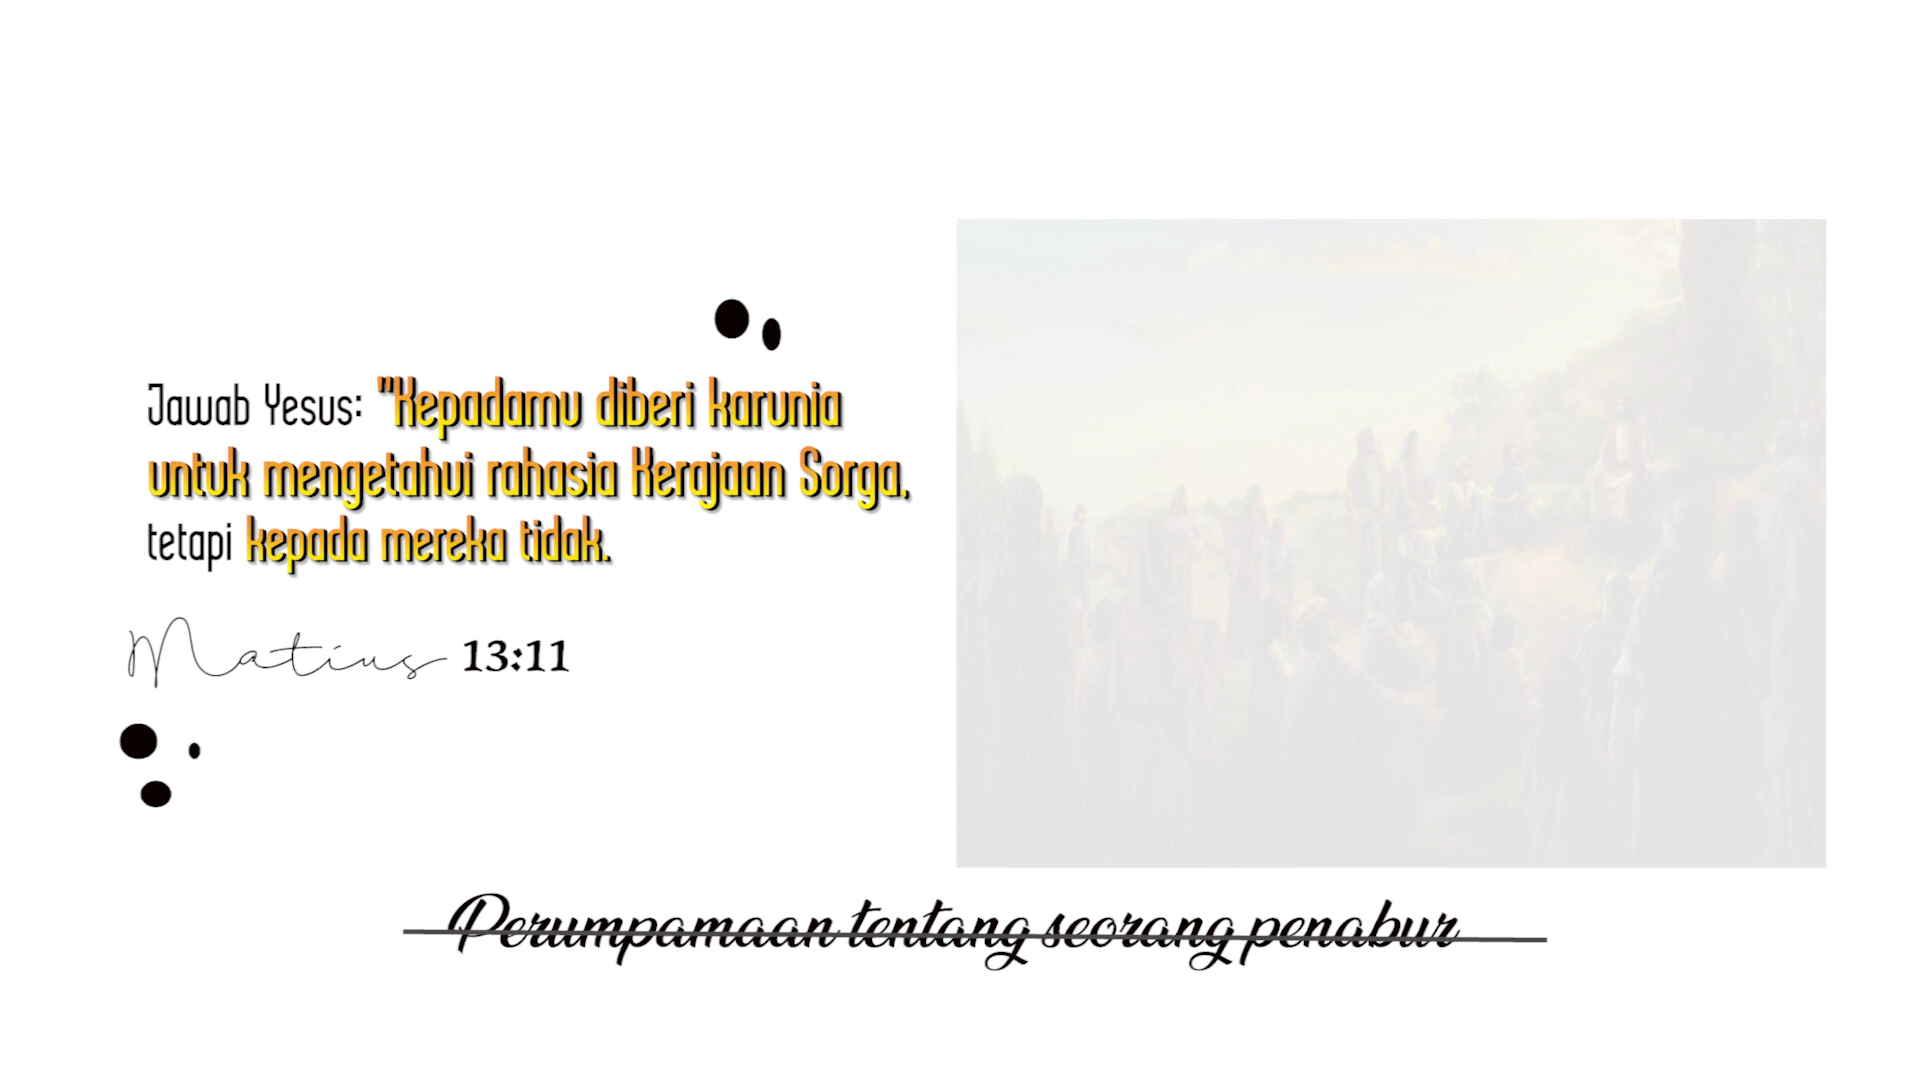 Jawab Yesus: "Kepadamu diberi karunia
untuk mengetahui rahasia Kerajaan Sorga,
tetapi kepada mereka tidak.
Matius 13:11
Perumpamaan tentang seorang penabur